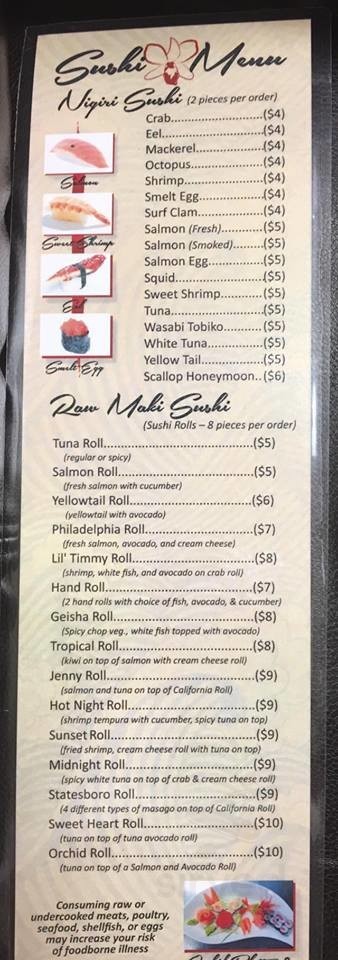 Sushi Menu
Nigiri Sushi (2 pieces per order)
Crab............................($4)
Eel...............................($4)
Mackerel.....................($4)
Octopus......................($4)
Shrimp........................($4)
Smelt Egg...................($4)
Surf Clam...................($4)
Salmon (Fresh)...........($5)
Salmon (Smoked).......($5)
Salmon Egg................($5)
Squid..........................($5)
Sweet Shrimp............($5)
Tuna...........................($5)
Wasabi Tobiko...........($5)
White Tuna................($5)
Yellow Tail.................($5)
Scallop Honeymoon..($6)
Salmon
Sweet Shrimp
Eel
Smelt Egg
Raw Maki Sushi
(Sushi Rolls – 8 pieces per order)
Tuna Roll.......................................($5)
(regular or spicy)
Salmon Roll...................................($5)
(fresh salmon with cucumber)
Yellowtail Roll...............................($6)
(yellowtail with avocado)
Philadelphia Roll............................($7)
(fresh salmon, avocado, and cream cheese)
Lil' Timmy Roll...............................($8)
(shrimp, white fish, and avocado on crab roll)
Hand Roll.......................................($7)
(2 hand rolls with choice of fish, avocado, & cucumber)
Geisha Roll.....................................($8)
(Spicy chop veg., white fish topped with avocado)
Tropical Roll...................................($8)
(kiwi on top of salmon with cream cheese roll)
Jenny Roll.......................................($9)
(salmon and tuna on top of California Roll)
Hot Night Roll.................................($9)
(shrimp tempura with cucumber, spicy tuna on top)
Sunset Roll.....................................($9)
(fried shrimp, cream cheese roll with tuna on top)
Midnight Roll..................................($9)
(spicy white tuna on top of crab & cream cheese roll)
Statesboro Roll...............................($9)
(4 different types of masago on top of California Roll)
Sweet Heart Roll............................($10)
(tuna on top of tuna avocado roll)
Orchid Roll.....................................($10)
(tuna on top of a Salmon and Avocado Roll)
Consuming raw or
undercooked meats, poultry,
seafood, shellfish, or eggs
may increase your risk
of foodborne illness